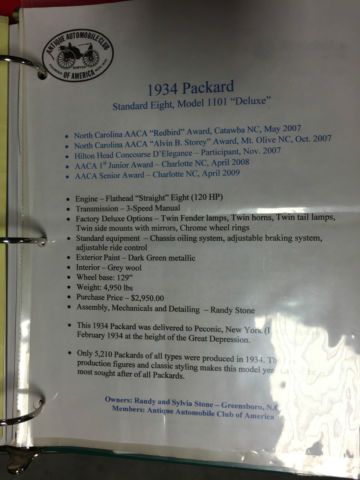 ANTIQUE AUTOMOBILE CLUB
OF AMERICA
1934 Packard
Standard Eight, Model 1101 "Deluxe"
• North Carolina AACA "Redbird" Award, Catawba NC, May 2007
• North Carolina AACA "Alvin B. Storey" Award, Mt. Olive NC, Oct. 2007
• Hilton Head Concourse D'Elegance – Participant, Nov. 2007
• AACA 1st Junior Award – Charlotte NC, April 2008
• AACA Senior Award – Charlotte NC, April 2009
• Engine – Flathead "Straight" Eight (120 HP)
• Transmission – 3-Speed Manual
• Factory Deluxe Options – Twin Fender lamps, Twin horns, Twin tail lamps,
Twin side mounts with mirrors, Chrome wheel rings
• Standard equipment – Chassis oiling system, adjustable braking system,
adjustable ride control
• Exterior Paint – Dark Green metallic
• Interior – Grey wool
• Wheel base: 129"
• Weight: 4,950 lbs
• Purchase Price – $2,950.00
• Assembly, Mechanicals and Detailing – Randy Stone
• This 1934 Packard was delivered to Peconic, New York
February 1934 at the height of the Great Depression.
• Only 5,210 Packards of all types were produced in 1934.
production figures and classic styling makes this model year
most sought after of all Packards.
Owners: Randy and Sylvia Stone – Greensboro, N.C
Members: Antique Automobile Club of America